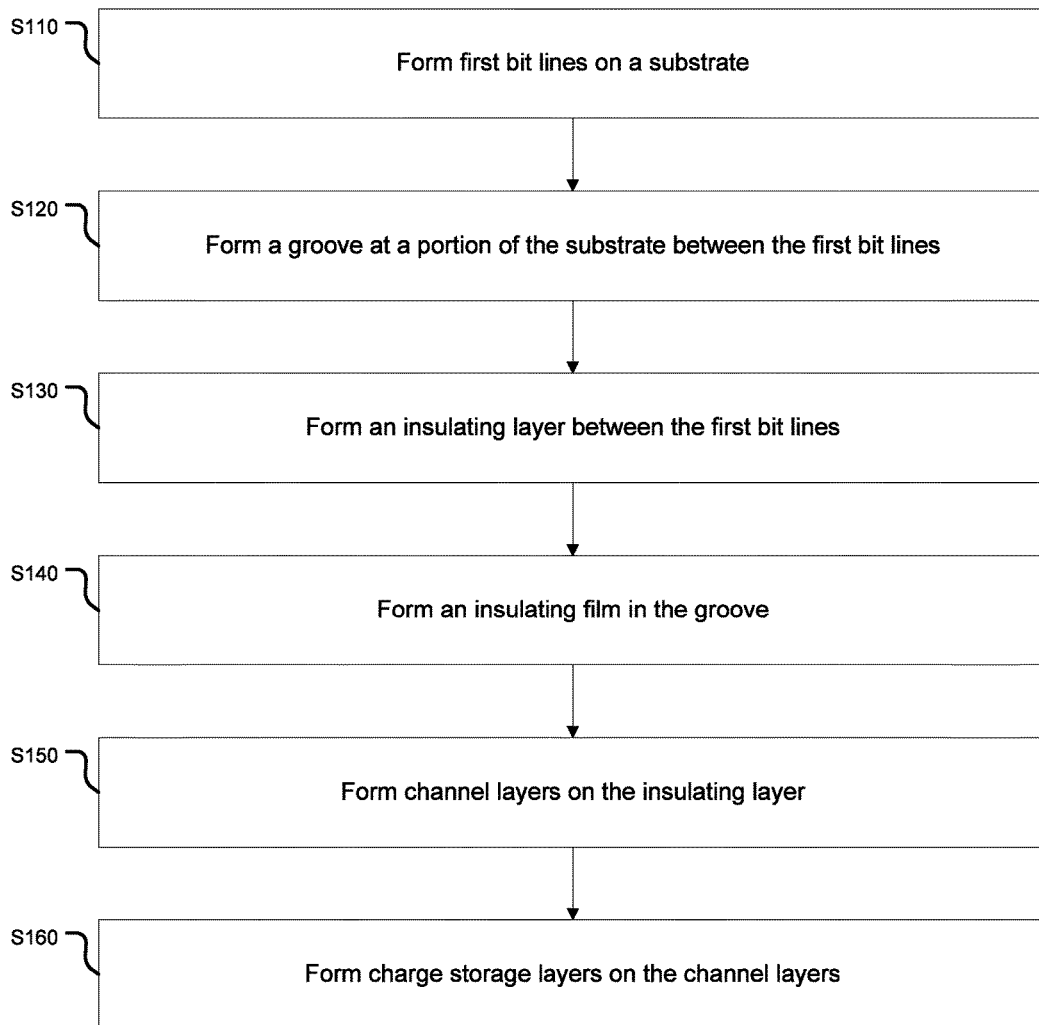 S110
Form first bit lines on a substrate
S120
Form a groove at a portion of the substrate between the first bit lines
S130
Form an insulating layer between the first bit lines
S140
Form an insulating film in the groove
S150
Form channel layers on the insulating layer
S160
Form charge storage layers on the channel layers